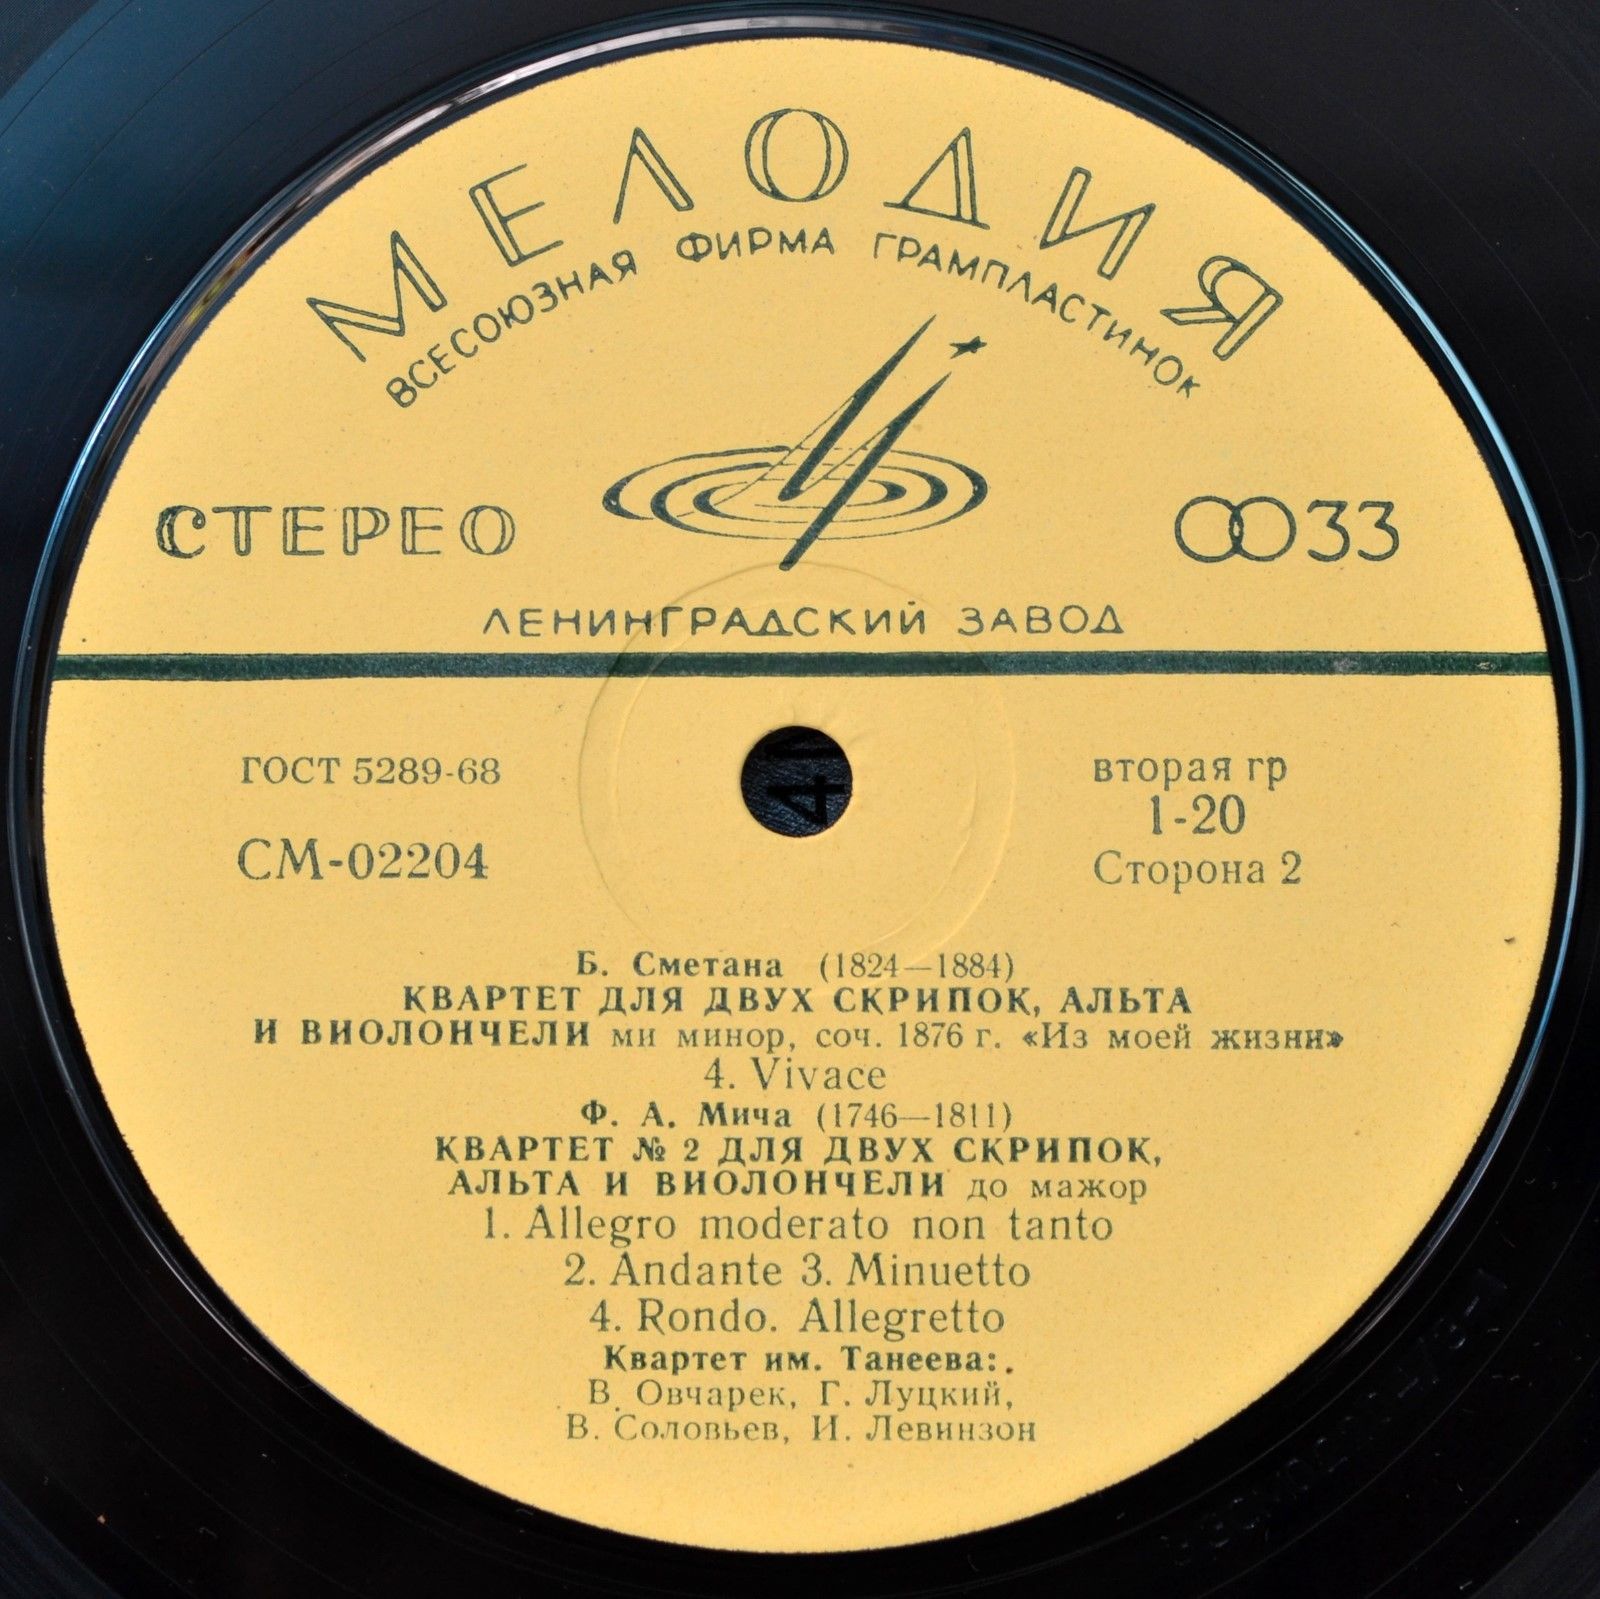 МЕЛОДИЯ
ВСЕСОЮЗНАЯ ФИРМА ГРАМПЛАСТИНОК
СТЕРЕО
33
ЛЕНИНГРАДСКИЙ ЗАВОД
ГОСТ 5289-68
вторая гр
1-20
СМ-02204
Сторона 2
Б. Сметана (1824—1884)
КВАРТЕТ ДЛЯ ДВУХ СКРИПОК, АЛЬТА
И ВИОЛОНЧЕЛИ ми минор, соч. 1876 г. «Из моей жизни»
4. Vivace
Ф. А. Мича (1746—1811)
КВАРТЕТ № 2 ДЛЯ ДВУХ СКРИПОК,
АЛЬТА И ВИОЛОНЧЕЛИ до мажор
1. Allegro moderato non tanto
2. Andante 3. Minuetto
4. Rondo. Allegretto
Квартет им. Танеева:.
В. Овчарек, Г. Луцкий,
В. Соловьев, И. Левинзон